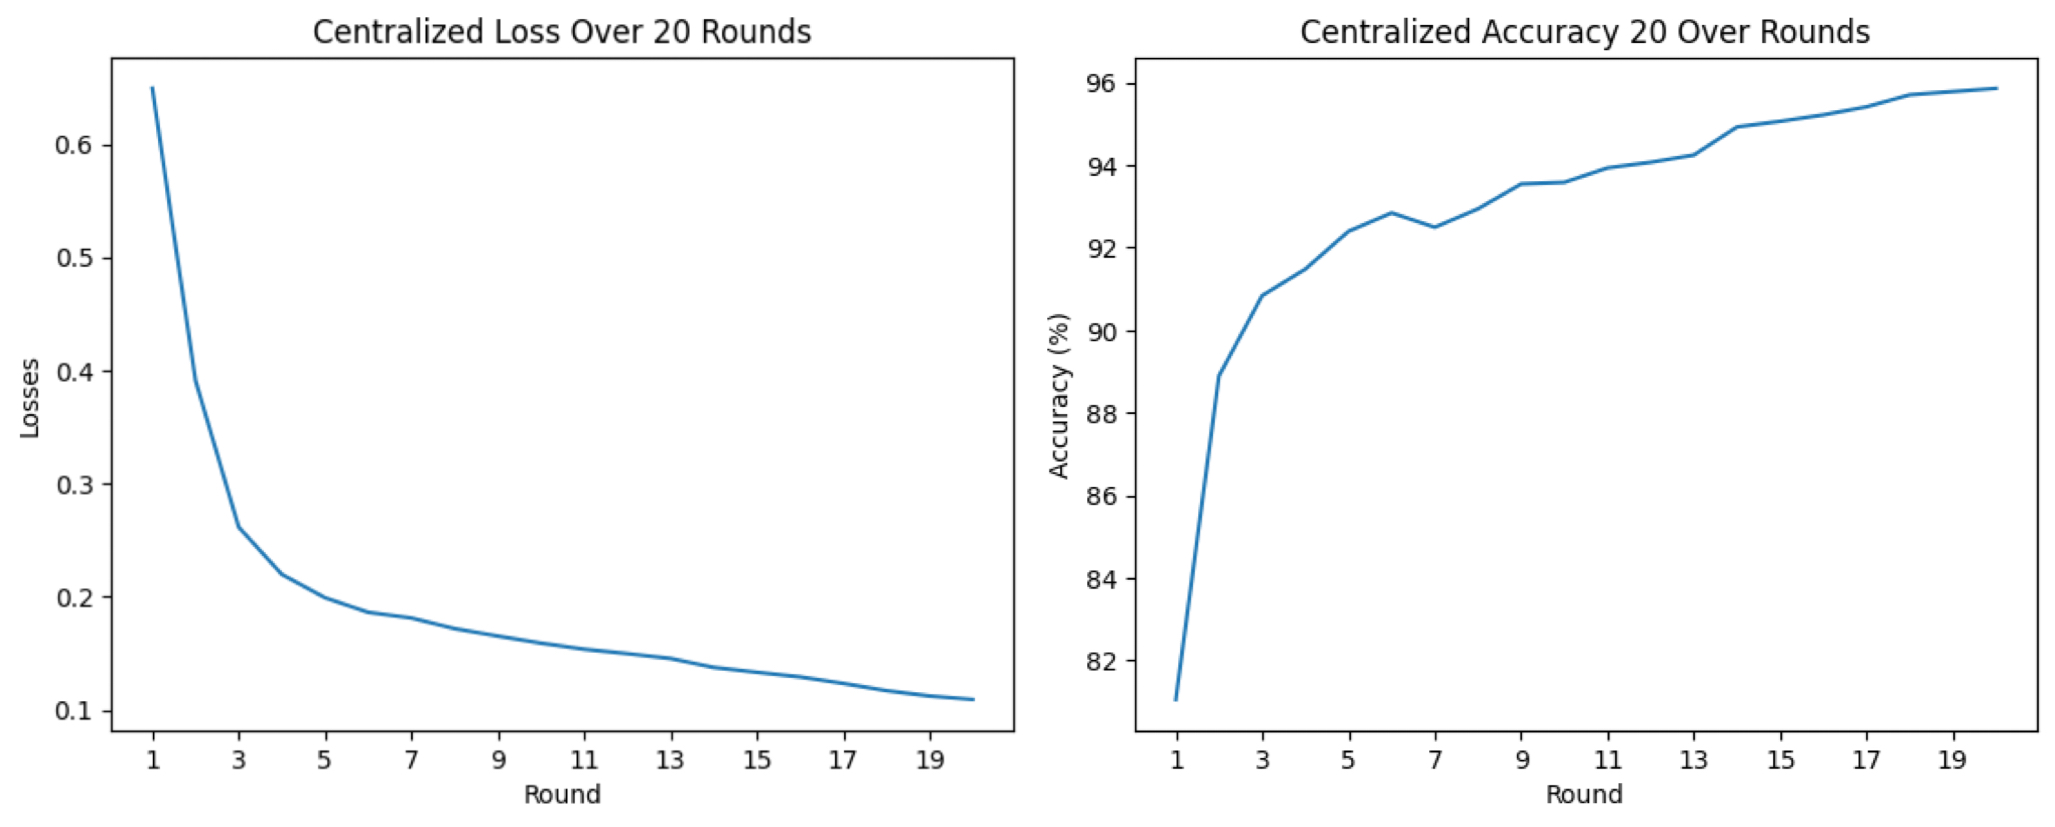 Centralized Loss Over 20 Rounds
Losses
0.6
0.5
0.4
0.3
0.2
0.1
1 3 5 7 9 11 13 15 17 19
Round
Centralized Accuracy 20 Over Rounds
Accuracy (%)
96
94
92
90
88
86
84
82
1 3 5 7 9 11 13 15 17 19
Round